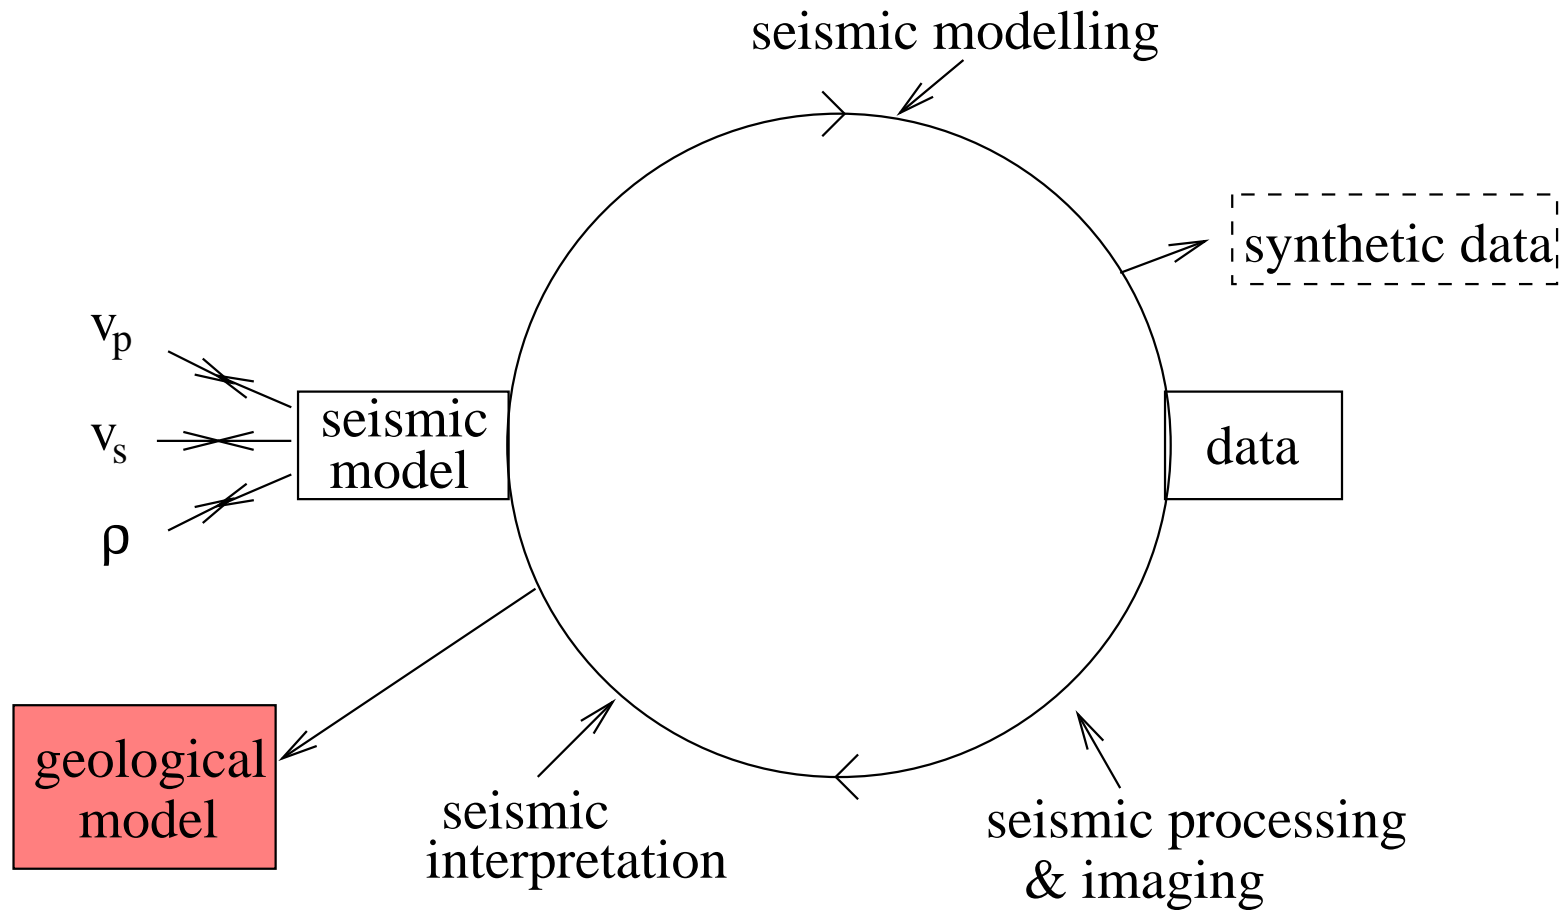 seismic modelling
synthetic data
vp
vs
ρ
seismic
model
data
geological
model
seismic
interpretation
seismic processing
& imaging